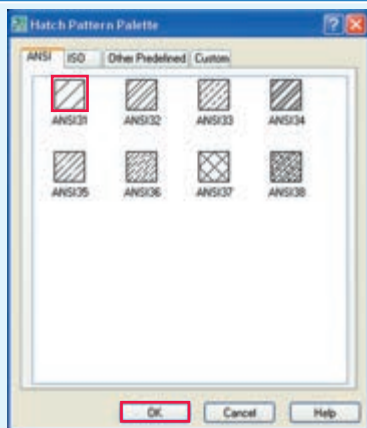 Hatch Pattern Palette
ANSI ISO Other Predefined Custom
ANSI31 ANSI32 ANSI33 ANSI34
ANSI35 ANSI36 ANSI37 ANSI38
OK Cancel Help